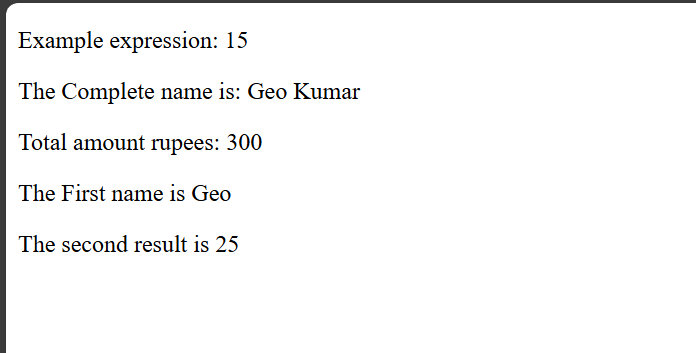 Example expression: 15
The Complete name is: Geo Kumar
Total amount rupees: 300
The First name is Geo
The second result is 25